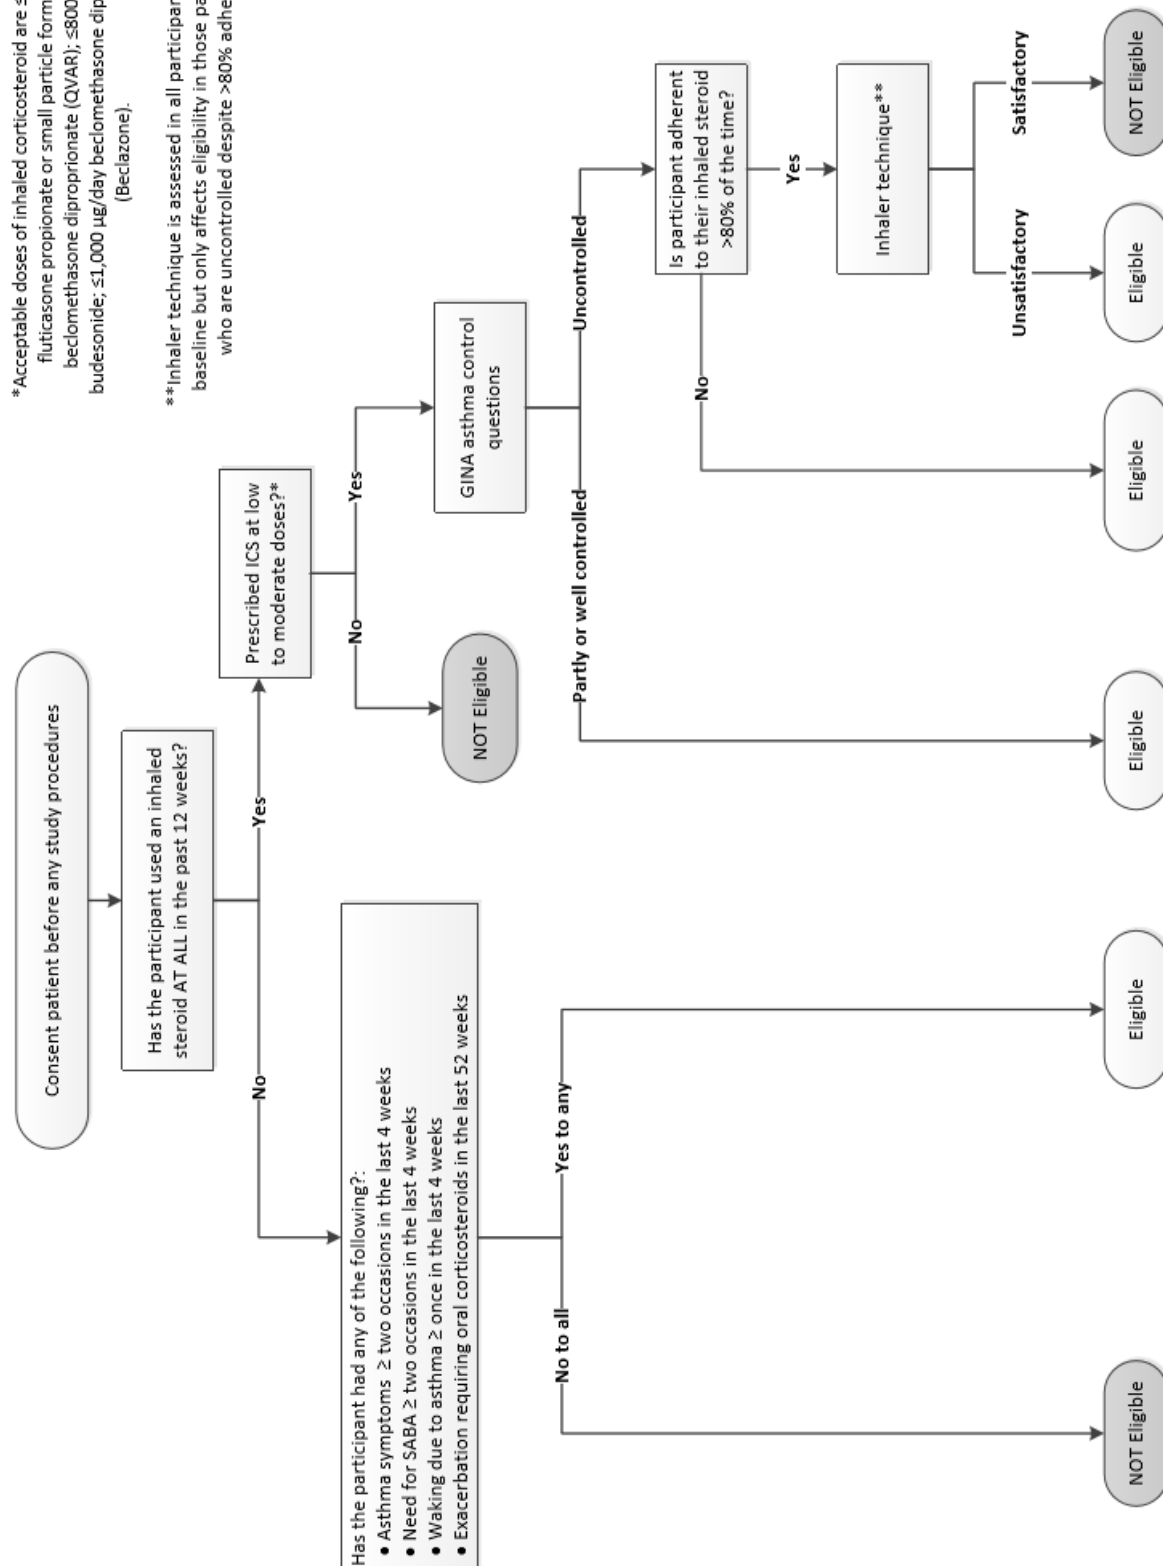 *Acceptable doses of inhaled corticosteroid are ≤
fluticasone propionate or small particle form
beclomethasone diproprionate (QVAR); ≤800
budesonide; ≤1,000 µg/day beclomethasone dip
(Beclazone).
**Inhaler technique is assessed in all participan
baseline but only affects eligibility in those pa
who are uncontrolled despite >80% adhe
Consent patient before any study procedures
Has the participant used an inhaled
steroid AT ALL in the past 12 weeks?
No
Yes
Has the participant had any of the following?:
• Asthma symptoms ≥ two occasions in the last 4 weeks
• Need for SABA ≥ two occasions in the last 4 weeks
• Waking due to asthma ≥ once in the last 4 weeks
• Exacerbation requiring oral corticosteroids in the last 52 weeks
Prescribed ICS at low
to moderate doses?*
No
Yes
NOT Eligible
GINA asthma control
questions
No to all
Yes to any
Partly or well controlled
Uncontrolled
Is participant adherent
to their inhaled steroid
>80% of the time?
No
Yes
Inhaler technique**
Unsatisfactory
Satisfactory
NOT Eligible
Eligible
Eligible
Eligible
Eligible
NOT Eligible